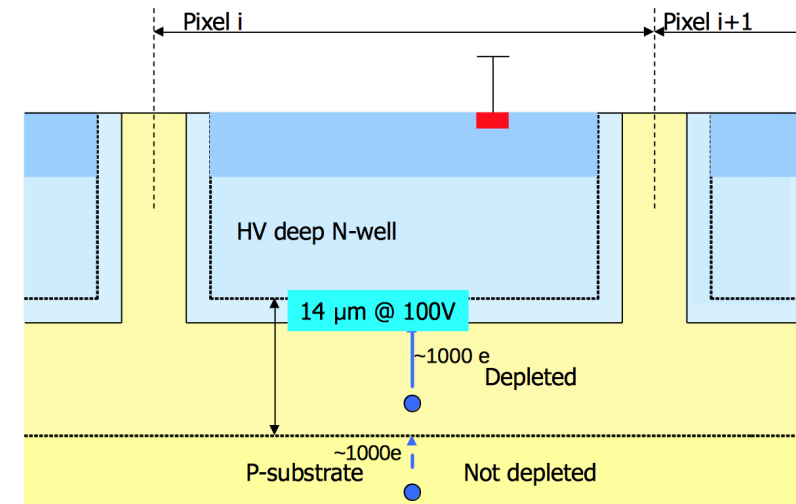 Pixel i
Pixel i+1
HV deep N-well
14 µm @ 100V
~1000 e
Depleted
~1000e
P-substrate
Not depleted